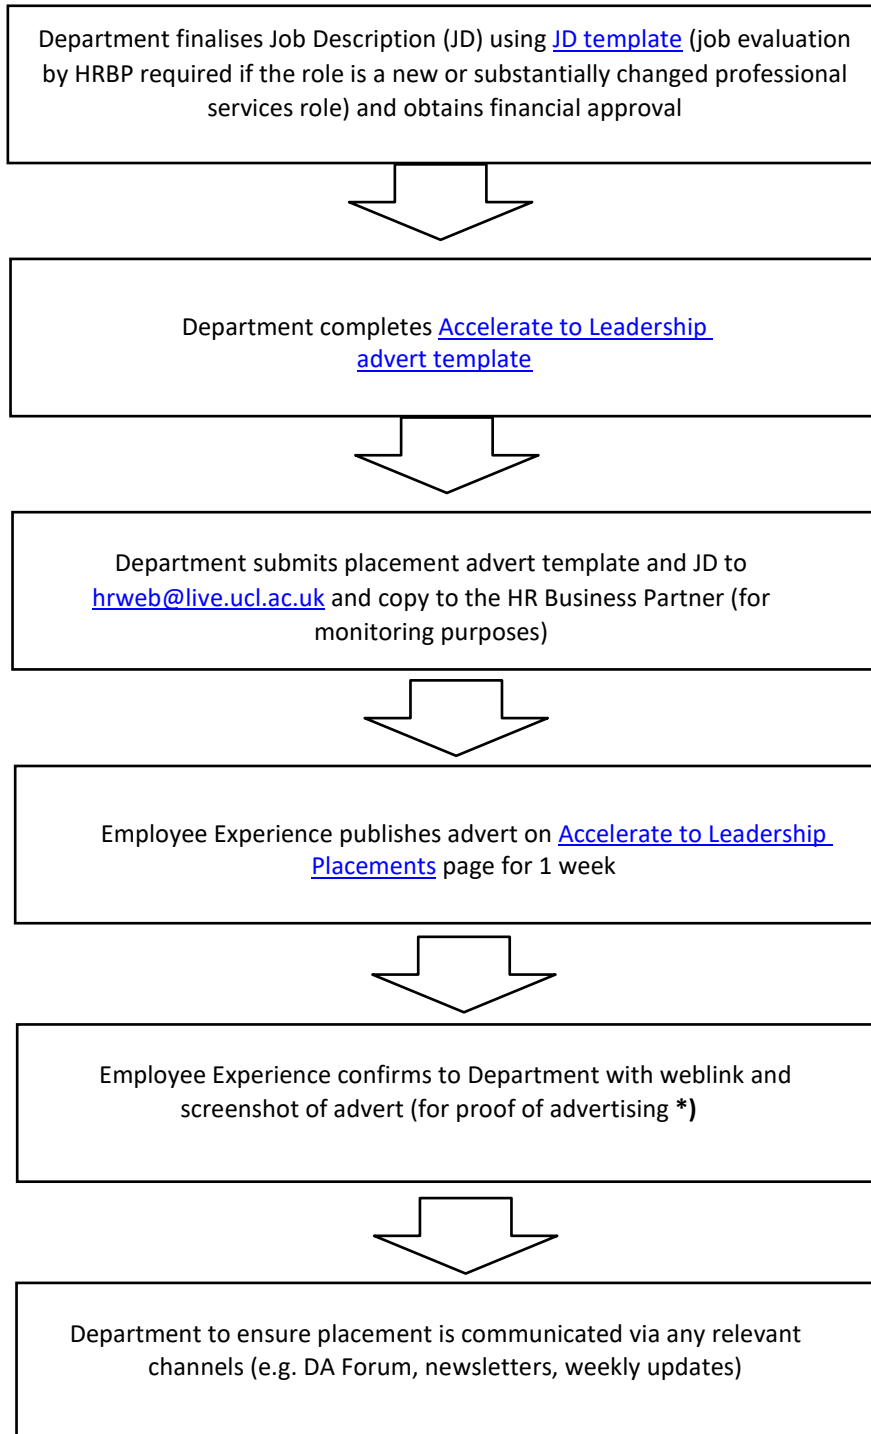 Department finalises Job Description (JD) using JD template (job evaluation
by HRBP required if the role is a new or substantially changed professional
services role) and obtains financial approval
Department completes Accelerate to Leadership
advert template
Department submits placement advert template and JD to
hrweb@live.ucl.ac.uk and copy to the HR Business Partner (for
monitoring purposes)
Employee Experience publishes advert on Accelerate to Leadership
Placements page for 1 week
Employee Experience confirms to Department with weblink and
screenshot of advert (for proof of advertising *)
Department to ensure placement is communicated via any relevant
channels (e.g. DA Forum, newsletters, weekly updates)